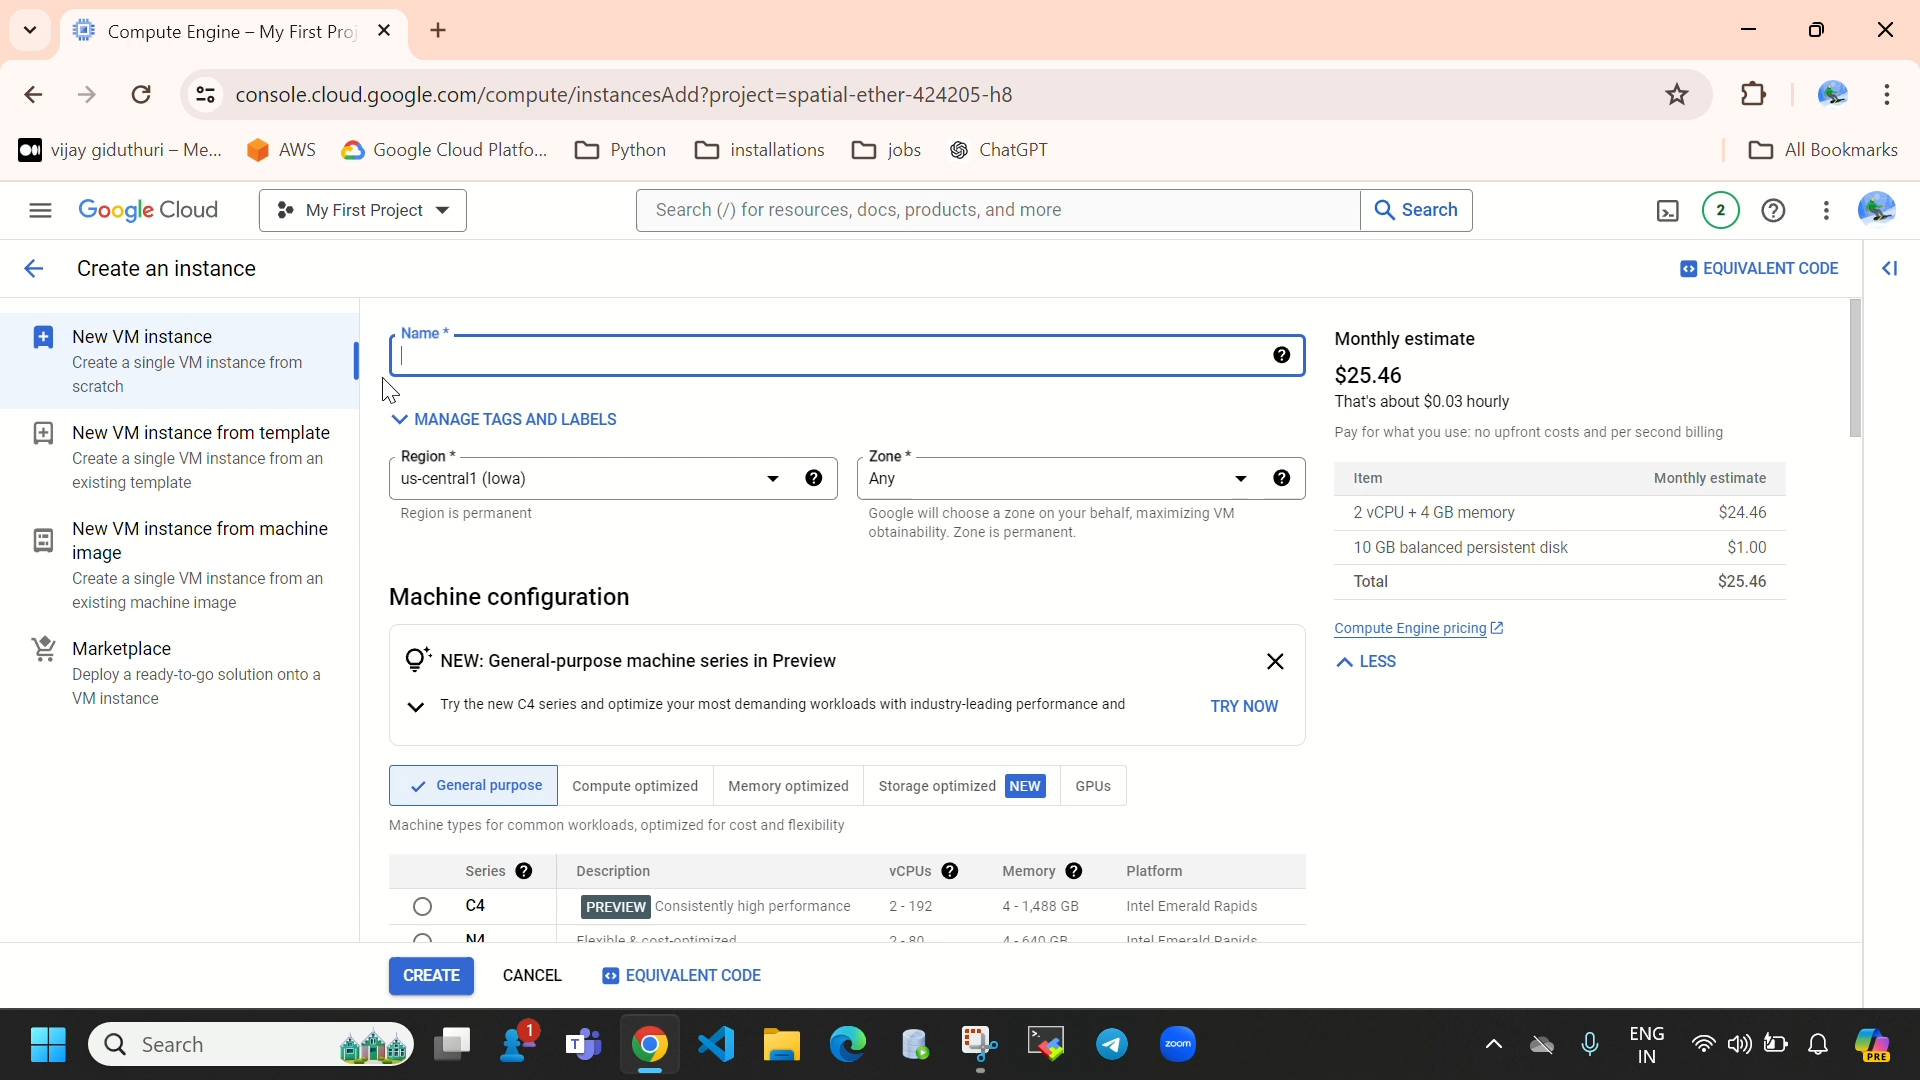 Compute Engine – My First Proj
console.cloud.google.com/compute/instancesAdd?project=spatial-ether-424205-h8
vijay giduthuri – Me...
AWS
Google Cloud Platfo...
Python
installations
jobs
ChatGPT
All Bookmarks
Google Cloud
My First Project
Search (/) for resources, docs, products, and more
Search
2
Create an instance
EQUIVALENT CODE
New VM instance
Create a single VM instance from
scratch
New VM instance from template
Create a single VM instance from an
existing template
New VM instance from machine
image
Create a single VM instance from an
existing machine image
Marketplace
Deploy a ready-to-go solution onto a
VM instance
Name *
MANAGE TAGS AND LABELS
Region *
us-central1 (Iowa)
Region is permanent
Zone *
Any
Google will choose a zone on your behalf, maximizing VM
obtainability. Zone is permanent.
Machine configuration
NEW: General-purpose machine series in Preview
Try the new C4 series and optimize your most demanding workloads with industry-leading performance and
TRY NOW
General purpose
Compute optimized
Memory optimized
Storage optimized NEW
GPUs
Machine types for common workloads, optimized for cost and flexibility
Series Description vCPUs Memory Platform
C4 PREVIEW Consistently high performance 2 - 192 4 - 1,488 GB Intel Emerald Rapids
N4 Flexible & cost-optimized 2 - 80 4 - 640 GB Intel Emerald Rapids
CREATE
CANCEL
EQUIVALENT CODE
Monthly estimate
$25.46
That's about $0.03 hourly
Pay for what you use: no upfront costs and per second billing
Item Monthly estimate
2 vCPU + 4 GB memory $24.46
10 GB balanced persistent disk $1.00
Total $25.46
Compute Engine pricing
LESS
Search
1
zoom
ENG
IN
PRE